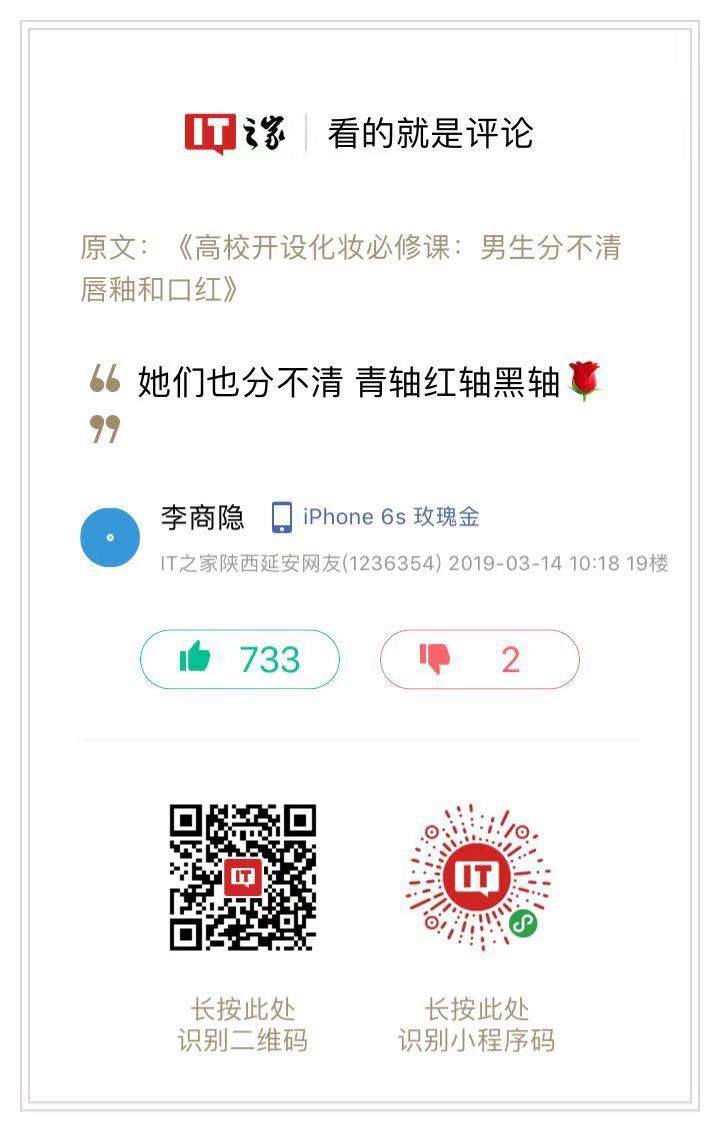 IT之家 | 看的就是评论
原文：《高校开设化妆必修课：男生分不清
唇釉和口红》
“ 她们也分不清 青轴红轴黑轴🌹
”
李商隐 iPhone 6s 玫瑰金
IT之家陕西延安网友(1236354) 2019-03-14 10:18 19楼
733 2
IT IT
长按此处 长按此处
识别二维码 识别小程序码